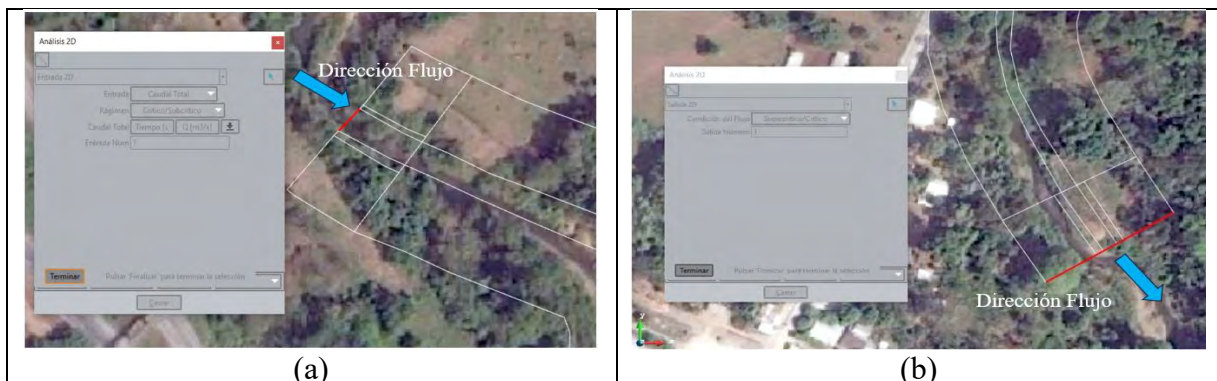 Análisis 2D
Entrada 2D
Entrada Caudal Total
Régimen Crítico/Subcrítico
Caudal Total Tiempo [s] Q [m3/s]
Entrada Num 1
Terminar Pulsar 'Finalizar' para terminar la selección
Cerrar
Dirección Flujo
(a)
Análisis 2D
Salida 2D
Condición del Flujo Supercrítico/Crítico
Salida Número 1
Terminar Pulsar 'Finalizar' para terminar la selección
Cerrar
Dirección Flujo
y
x
(b)